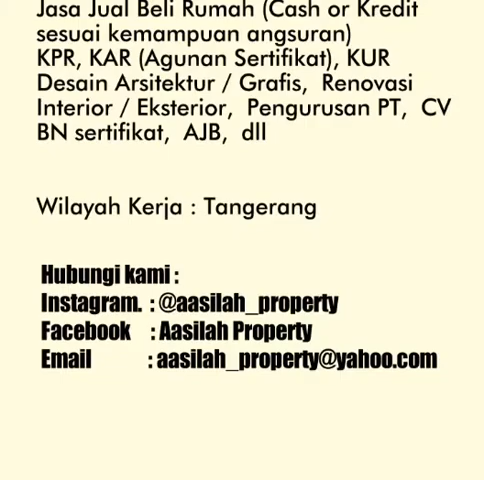 Jasa Jual Beli Rumah (Cash or Kredit
sesuai kemampuan angsuran)
KPR, KAR (Agunan Sertifikat), KUR
Desain Arsitektur / Grafis, Renovasi
Interior / Eksterior, Pengurusan PT, CV
BN sertifikat, AJB, dll
Wilayah Kerja : Tangerang
Hubungi kami :
Instagram. : @aasilah_property
Facebook : Aasilah Property
Email : aasilah_property@yahoo.com